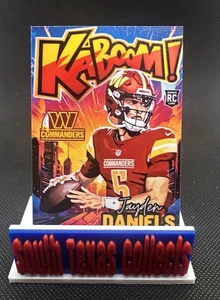 KABOOM!
RC
W
COMMANDERS
COMMANDERS
5
Jayden
DANIELS
South Texas Collects